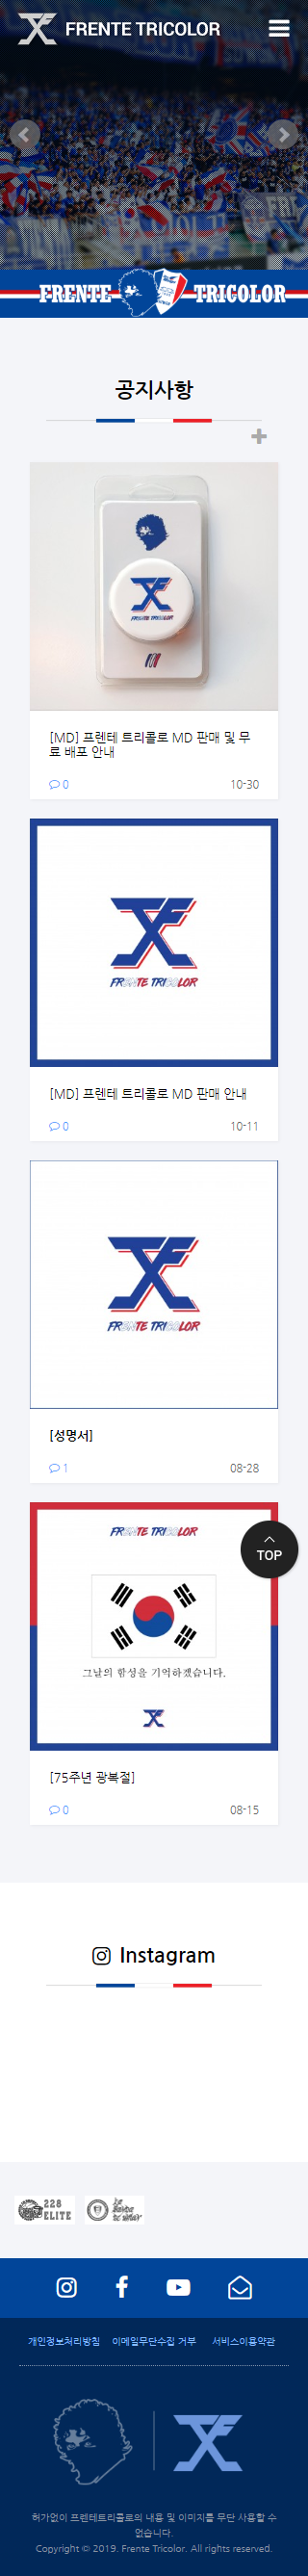 FRENTE TRICOLOR
FRENTE TRICOLOR
공지사항
FRENTE TRICOLOR
[MD] 프렌테 트리콜로 MD 판매 및 무
료 배포 안내
0 10-30
FRENTE TRICOLOR
[MD] 프렌테 트리콜로 MD 판매 안내
0 10-11
FRENTE TRICOLOR
[성명서]
1 08-28
FRENTE TRICOLOR
TOP
그날의 함성을 기억하겠습니다.
[75주년 광복절]
0 08-15
Instagram
228
ELITE
개인정보처리방침 이메일무단수집 거부 서비스이용약관
허가없이 프렌테트리콜로의 내용 및 이미지를 무단 사용할 수
없습니다.
Copyright © 2019. Frente Tricolor. All rights reserved.